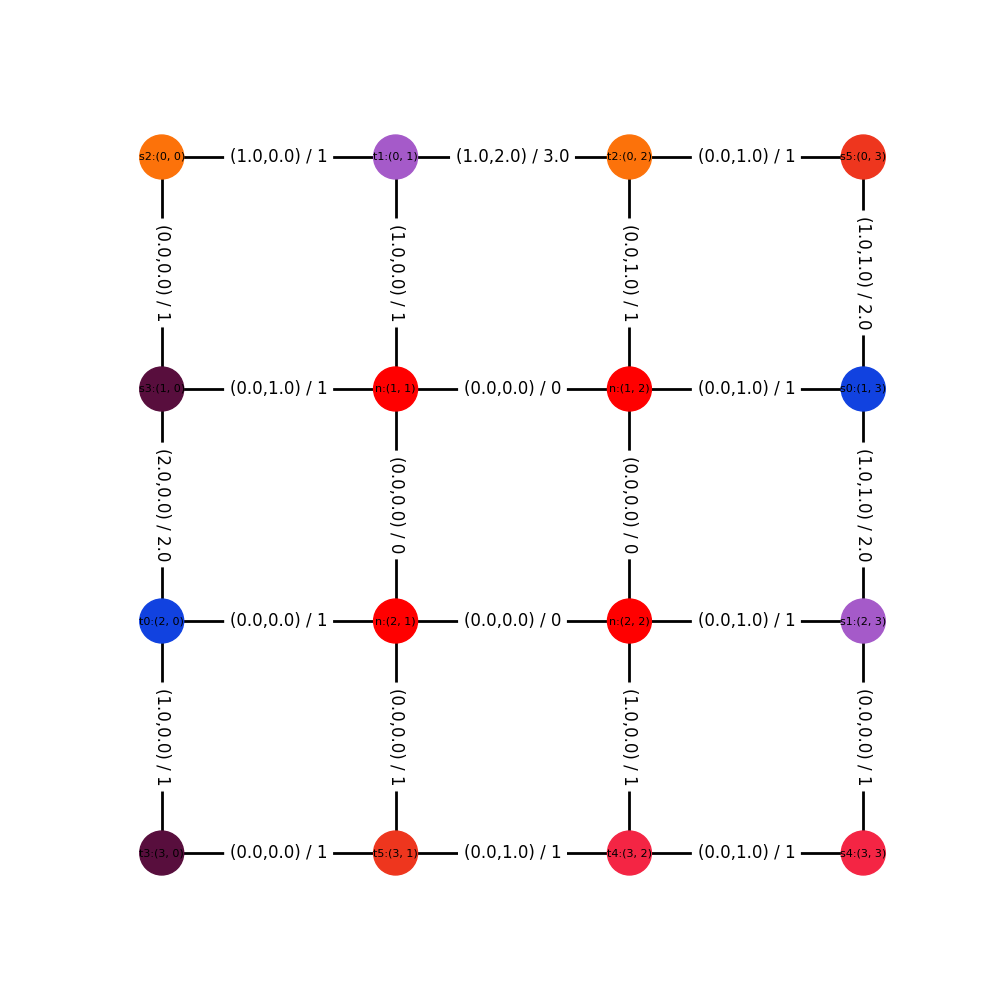 s2:(0, 0) (1.0,0.0) / 1 t1:(0, 1) (1.0,2.0) / 3.0 t2:(0, 2) (0.0,1.0) / 1 s5:(0, 3)
(0.0,0.0) / 1 (1.0,0.0) / 1 (0.0,1.0) / 1 (1.0,1.0) / 2.0
s3:(1, 0) (0.0,1.0) / 1 n:(1, 1) (0.0,0.0) / 0 n:(1, 2) (0.0,1.0) / 1 s0:(1, 3)
(2.0,0.0) / 2.0 (0.0,0.0) / 0 (0.0,0.0) / 0 (1.0,1.0) / 2.0
t0:(2, 0) (0.0,0.0) / 1 n:(2, 1) (0.0,0.0) / 0 n:(2, 2) (0.0,1.0) / 1 s1:(2, 3)
(1.0,0.0) / 1 (0.0,0.0) / 1 (1.0,0.0) / 1 (0.0,0.0) / 1
t3:(3, 0) (0.0,0.0) / 1 t5:(3, 1) (0.0,1.0) / 1 t4:(3, 2) (0.0,1.0) / 1 s4:(3, 3)